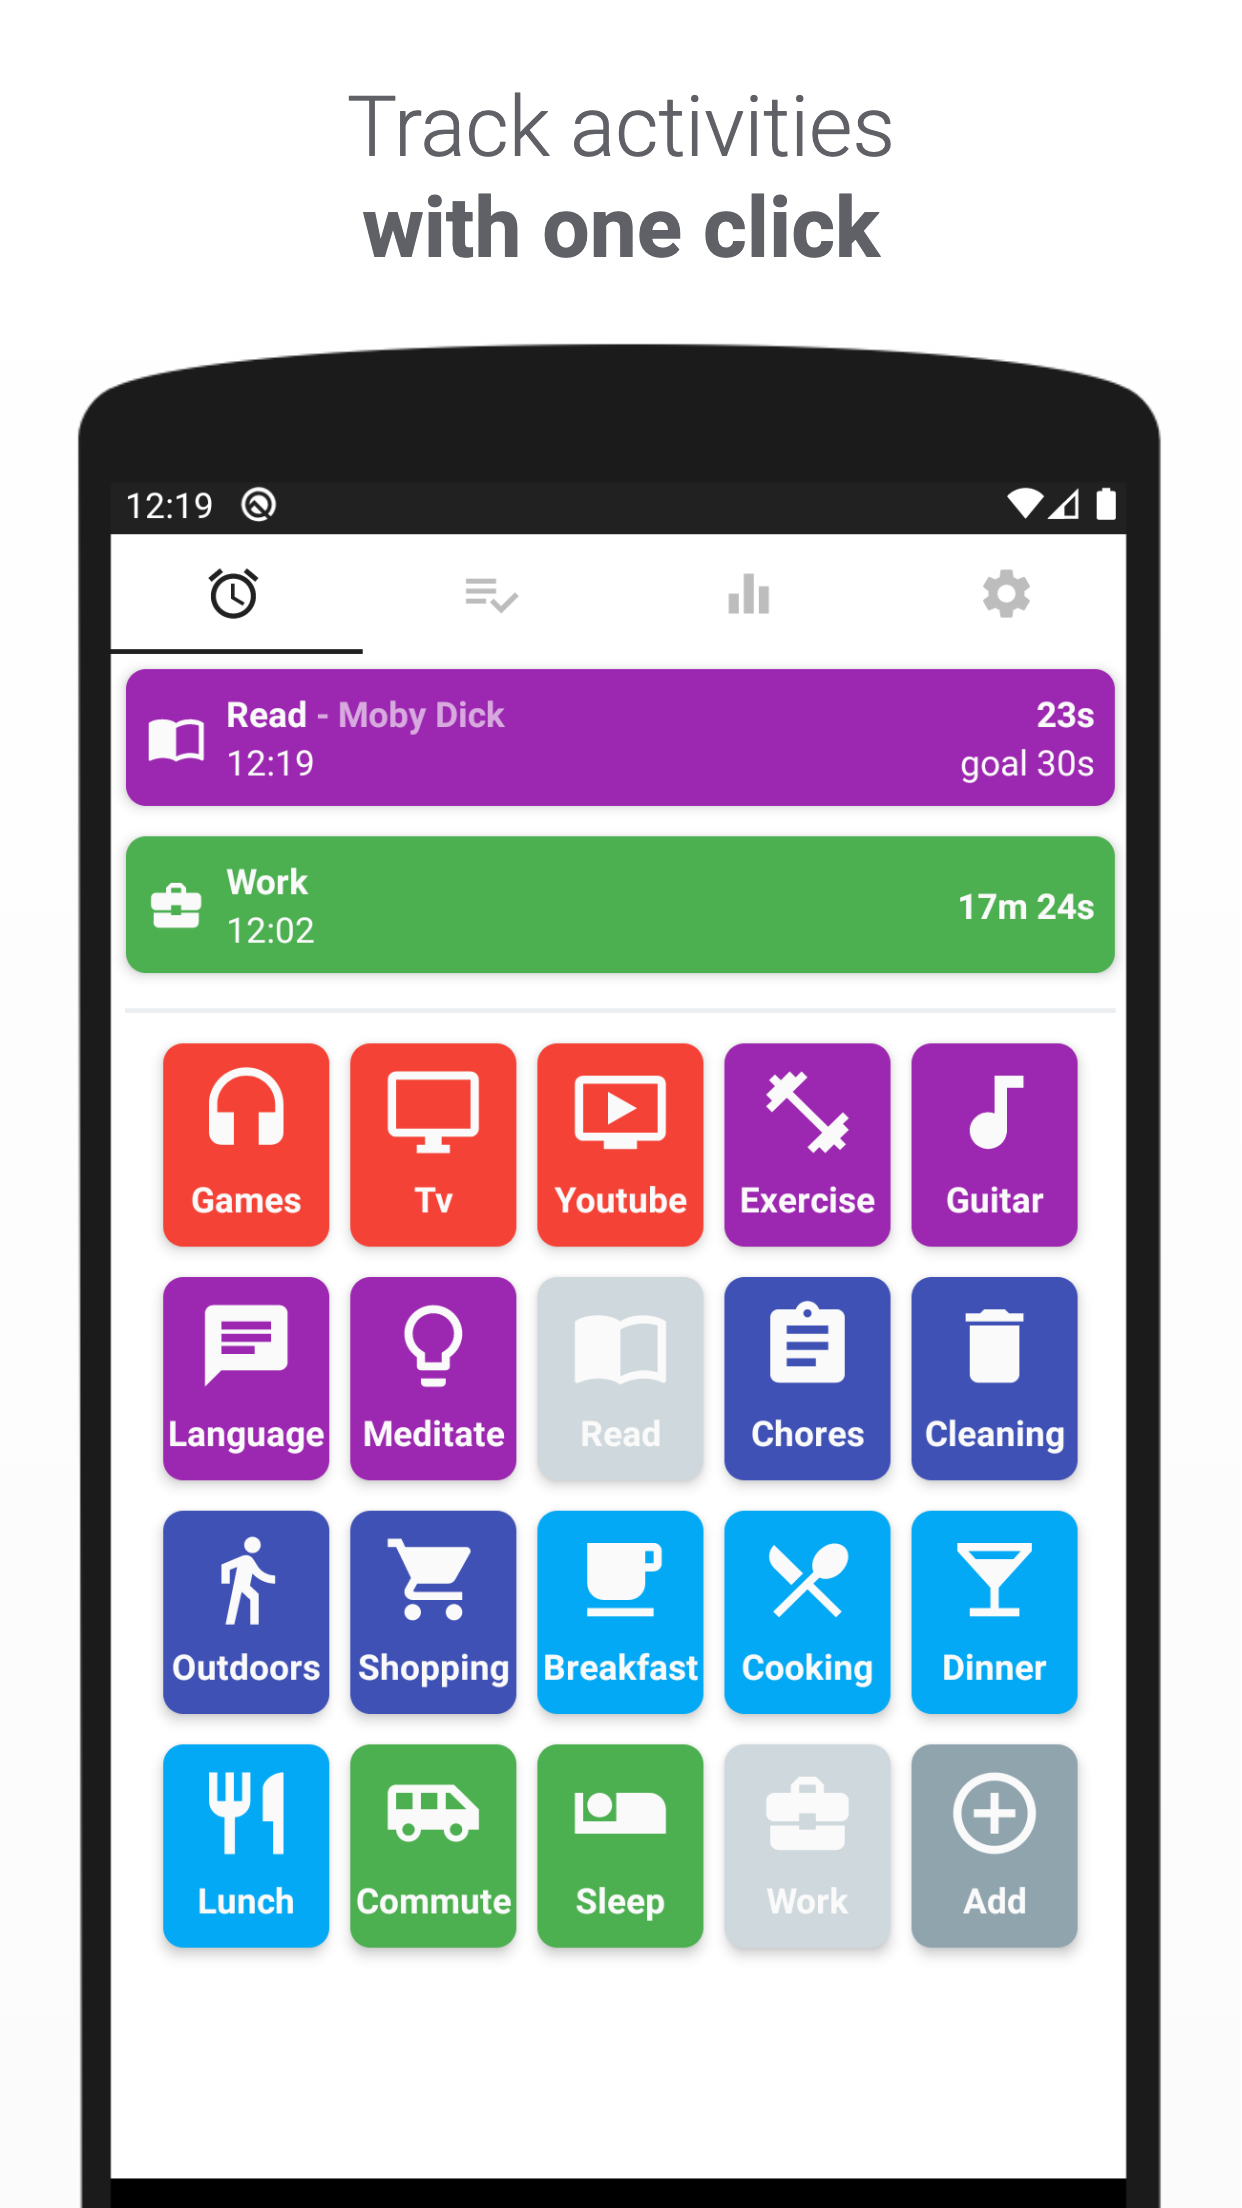 Track activities
with one click
12:19
Read - Moby Dick
23s
12:19
goal 30s
Work
12:02
17m 24s
Games
Tv
Youtube
Exercise
Guitar
Language
Meditate
Read
Chores
Cleaning
Outdoors
Shopping
Breakfast
Cooking
Dinner
Lunch
Commute
Sleep
Work
Add